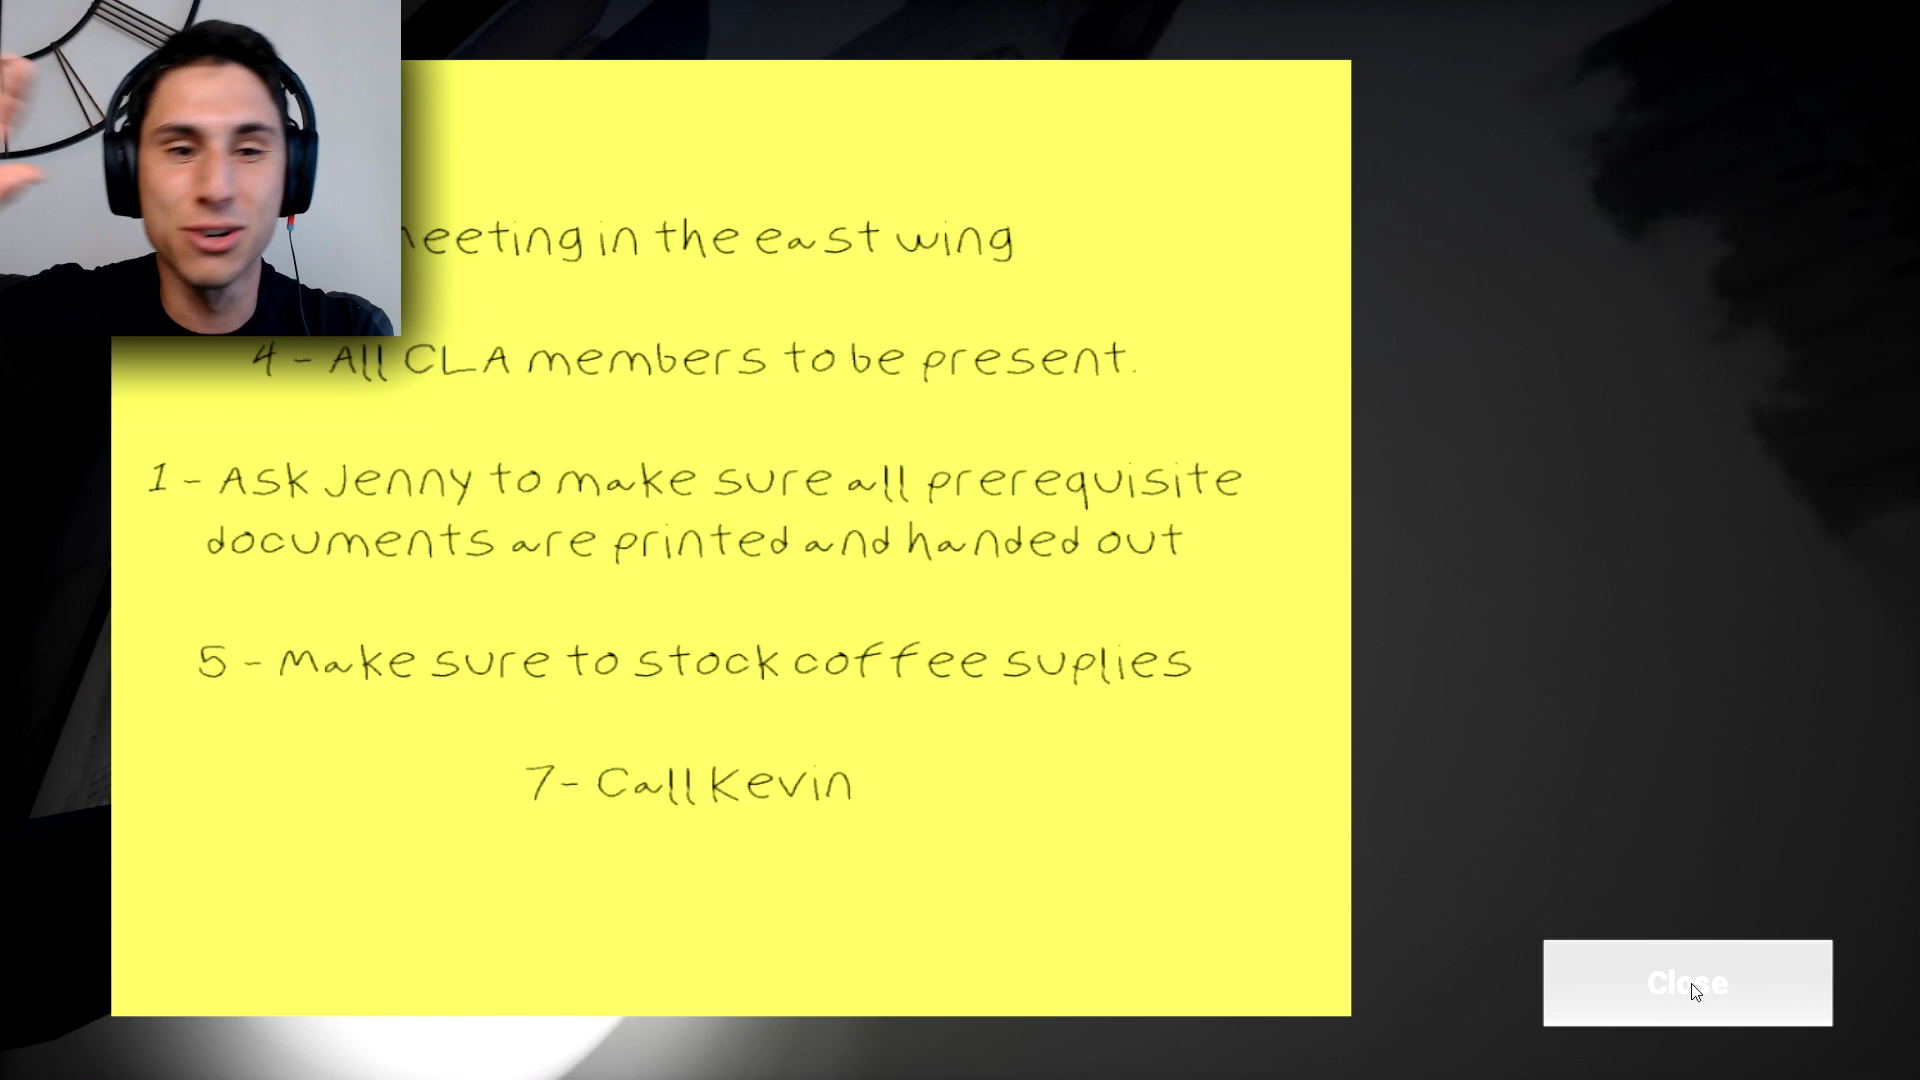 in the east wing
4 - All CLA members to be present.
1 - Ask Jenny to make sure all prerequisite
documents are printed and handed out
5 - Make sure to stock coffee suplies
7 - Call Kevin
Close